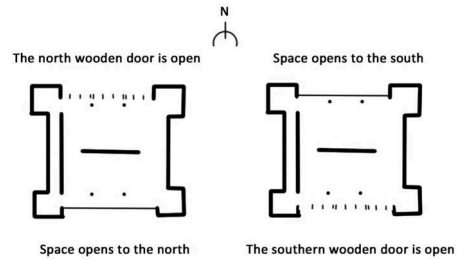 N
The north wooden door is open
Space opens to the south
Space opens to the north
The southern wooden door is open